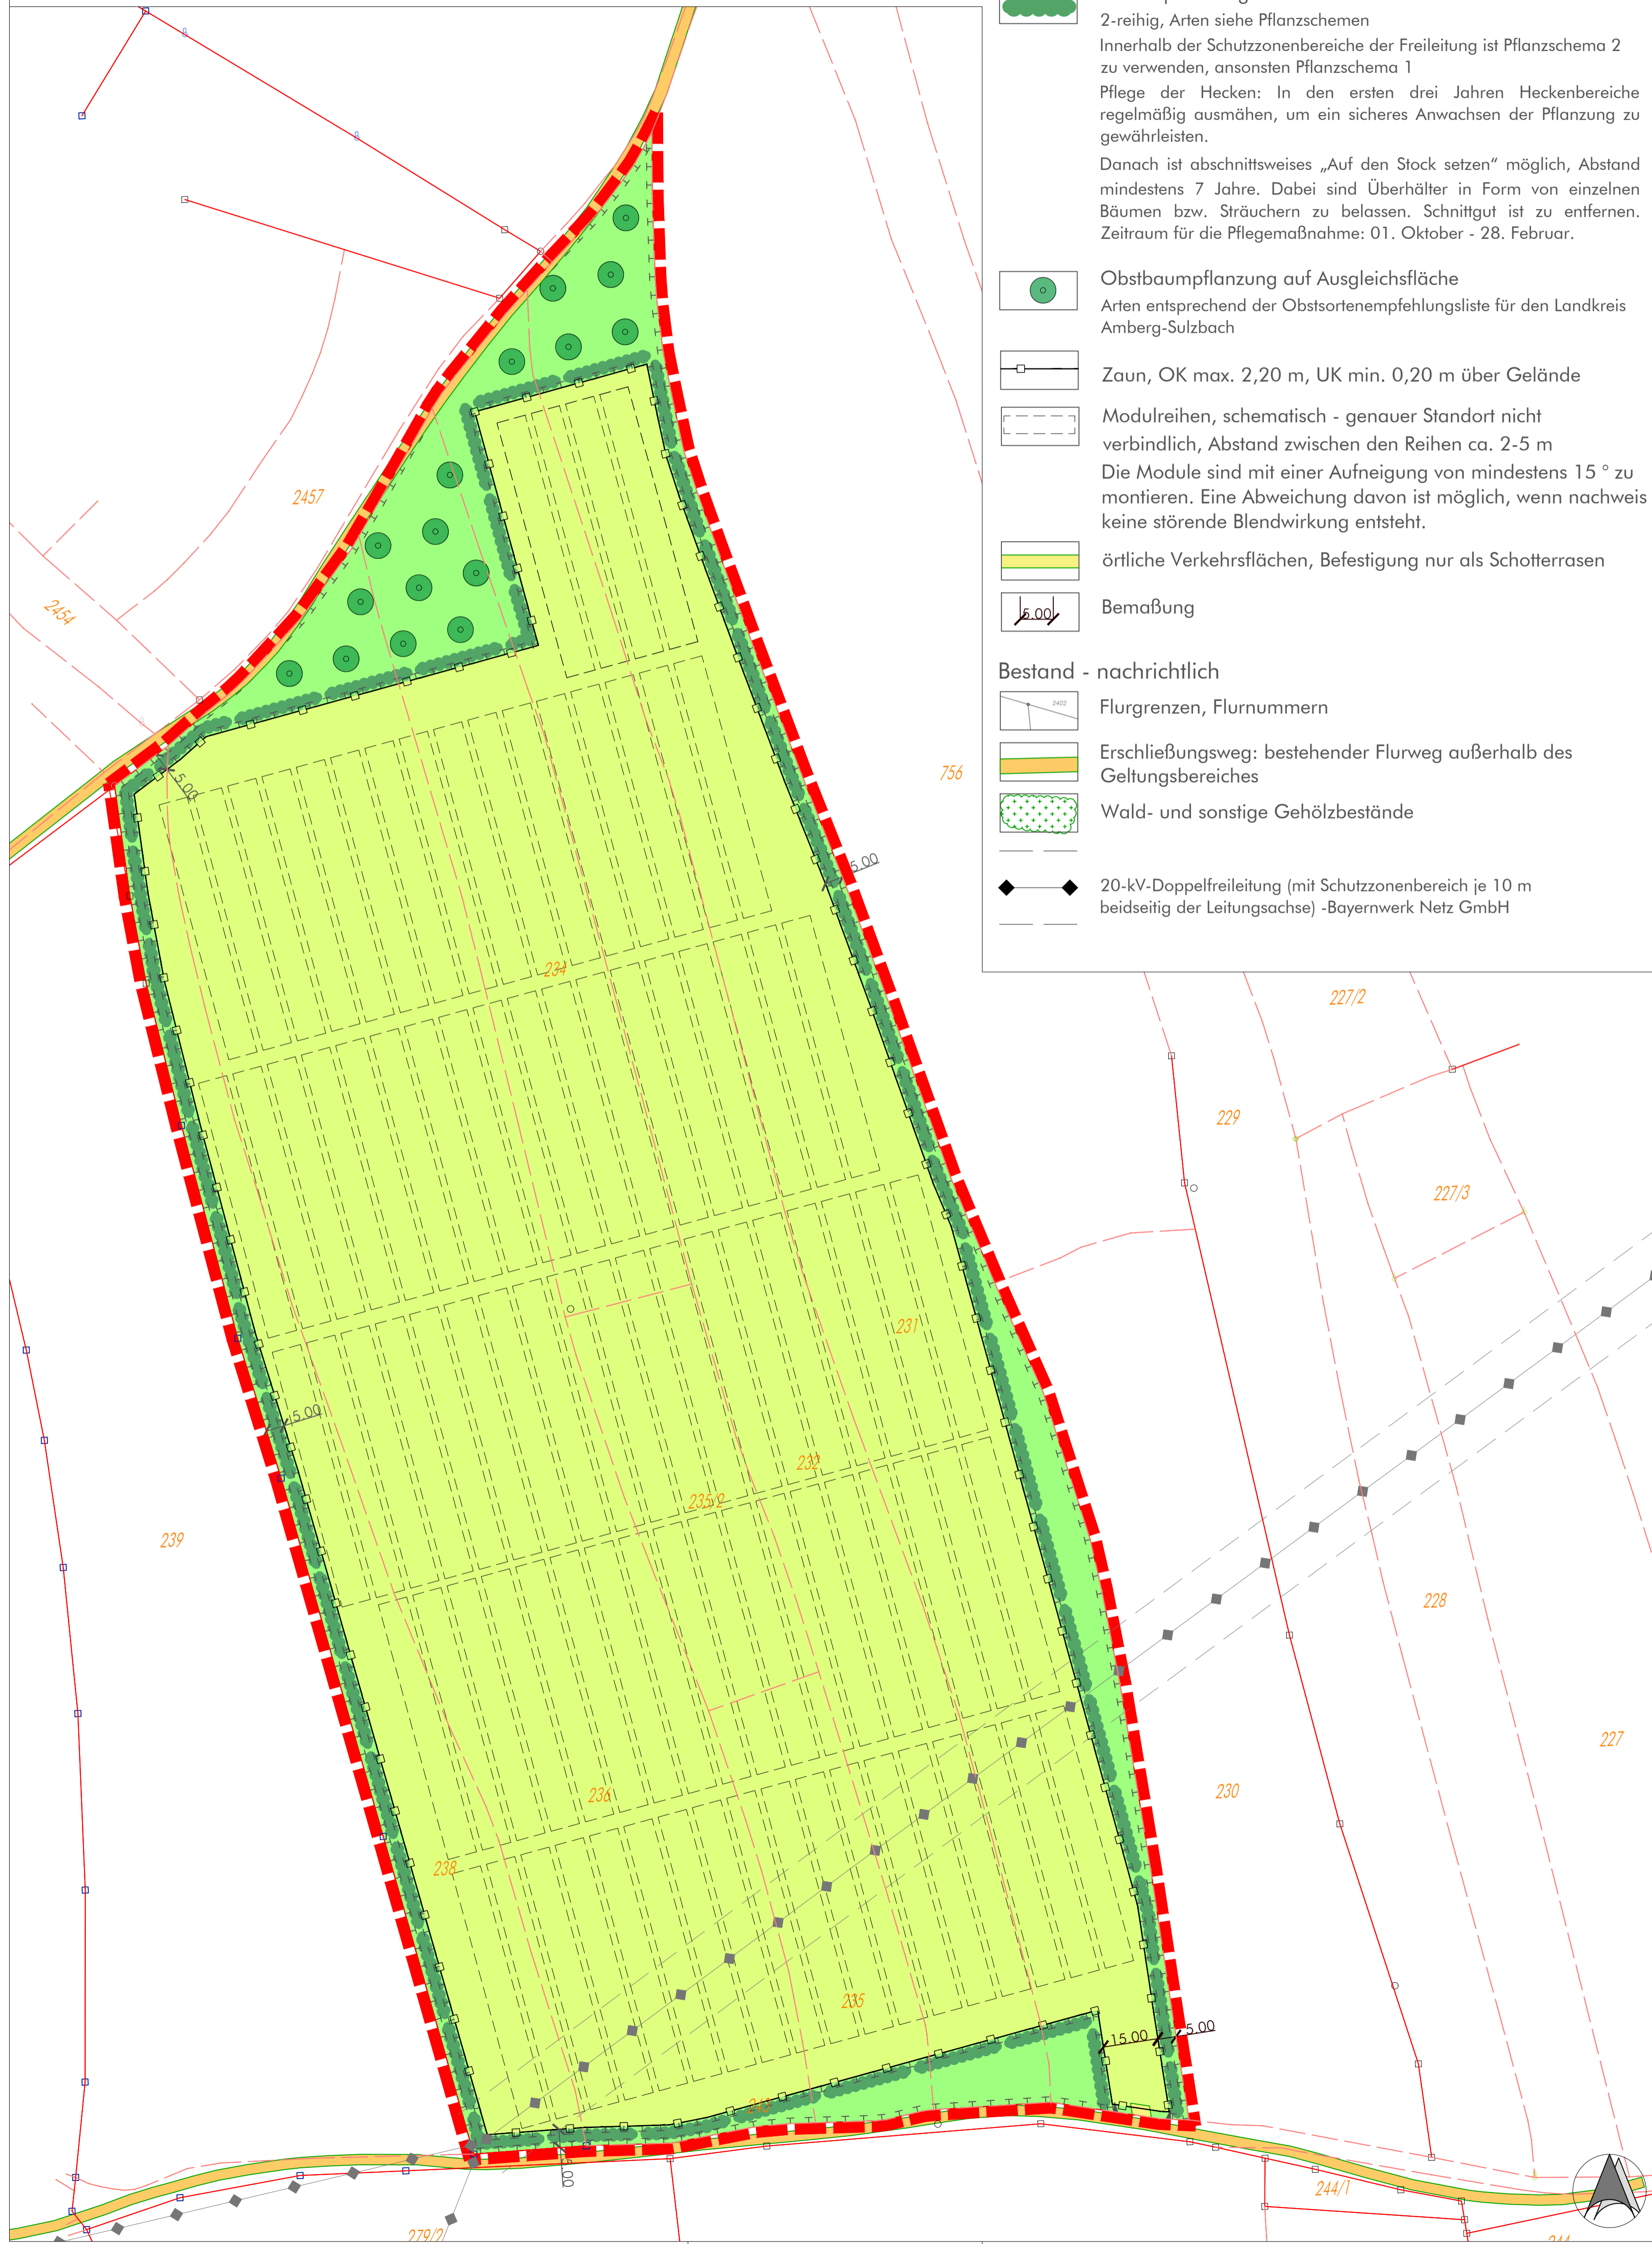 2-reihig, Arten siehe Pflanzschemen
Innerhalb der Schutzzonenbereiche der Freileitung ist Pflanzschema 2
zu verwenden, ansonsten Pflanzschema 1
Pflege der Hecken: In den ersten drei Jahren Heckenbereiche
regelmäßig ausmähen, um ein sicheres Anwachsen der Pflanzung zu
gewährleisten.
Danach ist abschnittsweises „Auf den Stock setzen“ möglich, Abstand
mindestens 7 Jahre. Dabei sind Überhälter in Form von einzelnen
Bäumen bzw. Sträuchern zu belassen. Schnittgut ist zu entfernen.
Zeitraum für die Pflegemaßnahme: 01. Oktober - 28. Februar.
Obstbaumpflanzung auf Ausgleichsfläche
Arten entsprechend der Obstsortenempfehlungsliste für den Landkreis
Amberg-Sulzbach
Zaun, OK max. 2,20 m, UK min. 0,20 m über Gelände
Modulreihen, schematisch - genauer Standort nicht
verbindlich, Abstand zwischen den Reihen ca. 2-5 m
Die Module sind mit einer Aufneigung von mindestens 15 ° zu
montieren. Eine Abweichung davon ist möglich, wenn nachweis
keine störende Blendwirkung entsteht.
örtliche Verkehrsflächen, Befestigung nur als Schotterrasen
5.00
Bemaßung
Bestand - nachrichtlich
2402
Flurgrenzen, Flurnummern
Erschließungsweg: bestehender Flurweg außerhalb des
Geltungsbereiches
Wald- und sonstige Gehölzbestände
20-kV-Doppelfreileitung (mit Schutzzonenbereich je 10 m
beidseitig der Leitungsachse) -Bayernwerk Netz GmbH
2457
2454
5.00
756
5.00
234
227/2
229
227/3
231
5.00
232
235/2
239
228
227
236
230
238
235
15.00
5.00
243
5.00
244/1
279/2
244